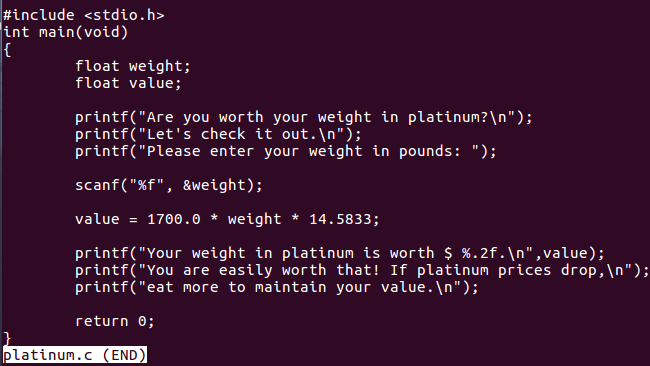 #include <stdio.h>
int main(void)
{
        float weight;
        float value;

        printf("Are you worth your weight in platinum?\n");
        printf("Let's check it out.\n");
        printf("Please enter your weight in pounds: ");

        scanf("%f", &weight);

        value = 1700.0 * weight * 14.5833;

        printf("Your weight in platinum is worth $ %.2f.\n",value);
        printf("You are easily worth that! If platinum prices drop,\n");
        printf("eat more to maintain your value.\n");

        return 0;
}
platinum.c (END)